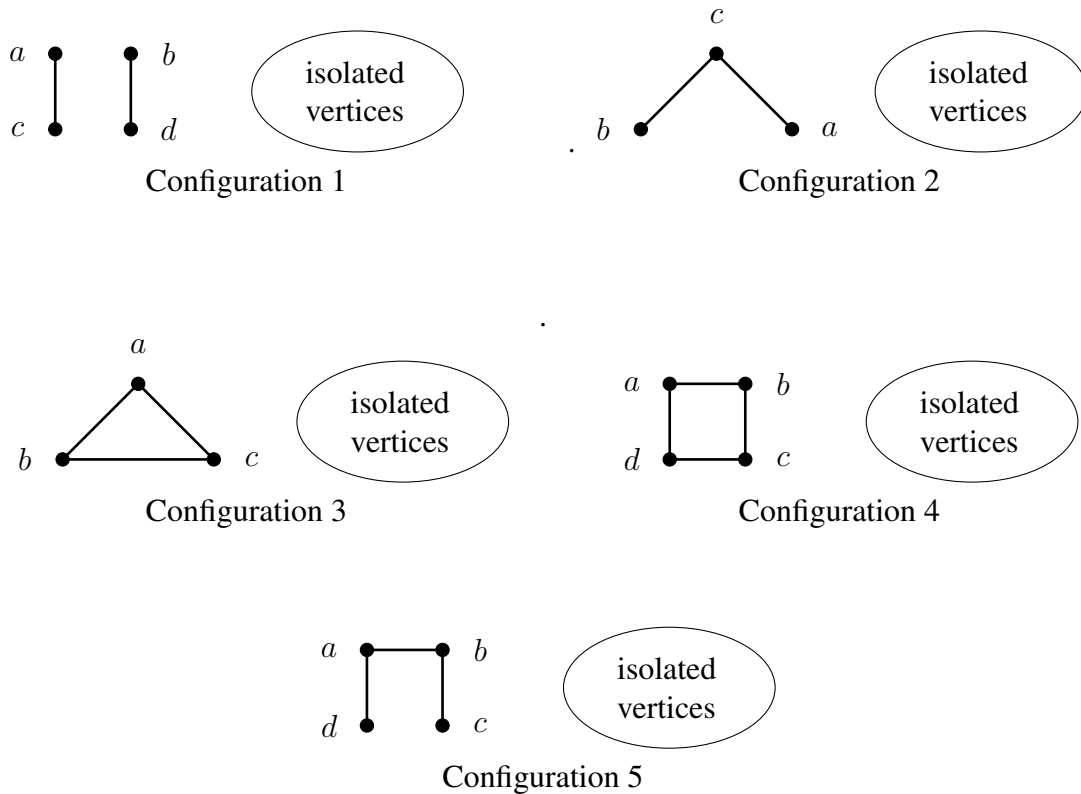 a b isolated vertices
c d
Configuration 1
.
c
b a isolated vertices
Configuration 2
.
a
b c isolated vertices
Configuration 3
a b isolated vertices
d c
Configuration 4
a b isolated vertices
d c
Configuration 5